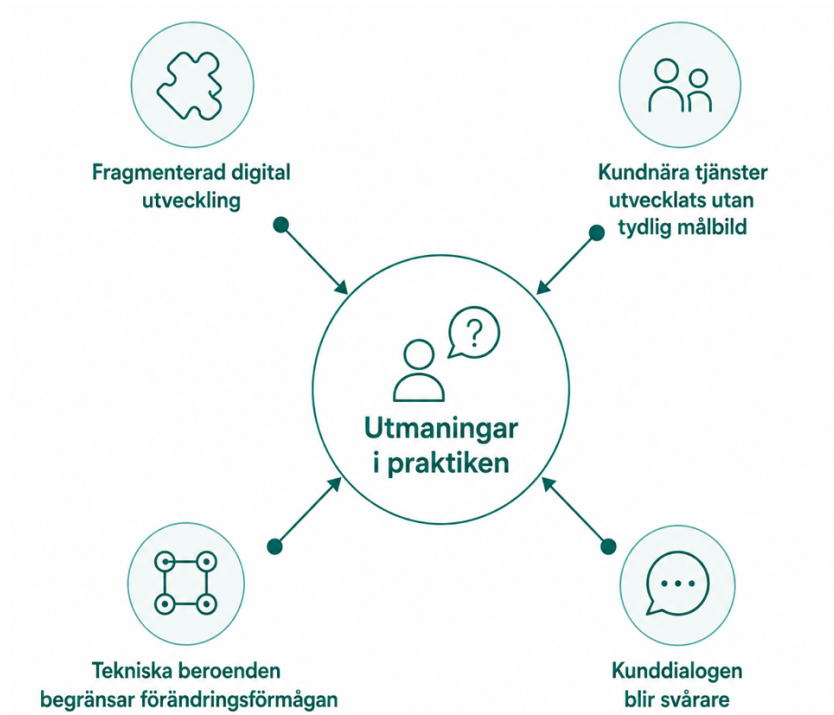 Fragmenterad digital
utveckling
Kundnära tjänster
utvecklats utan
tydlig målbild
?
Utmaningar
i praktiken
Tekniska beroenden
begränsar förändringsförmågan
Kunddialogen
blir svårare